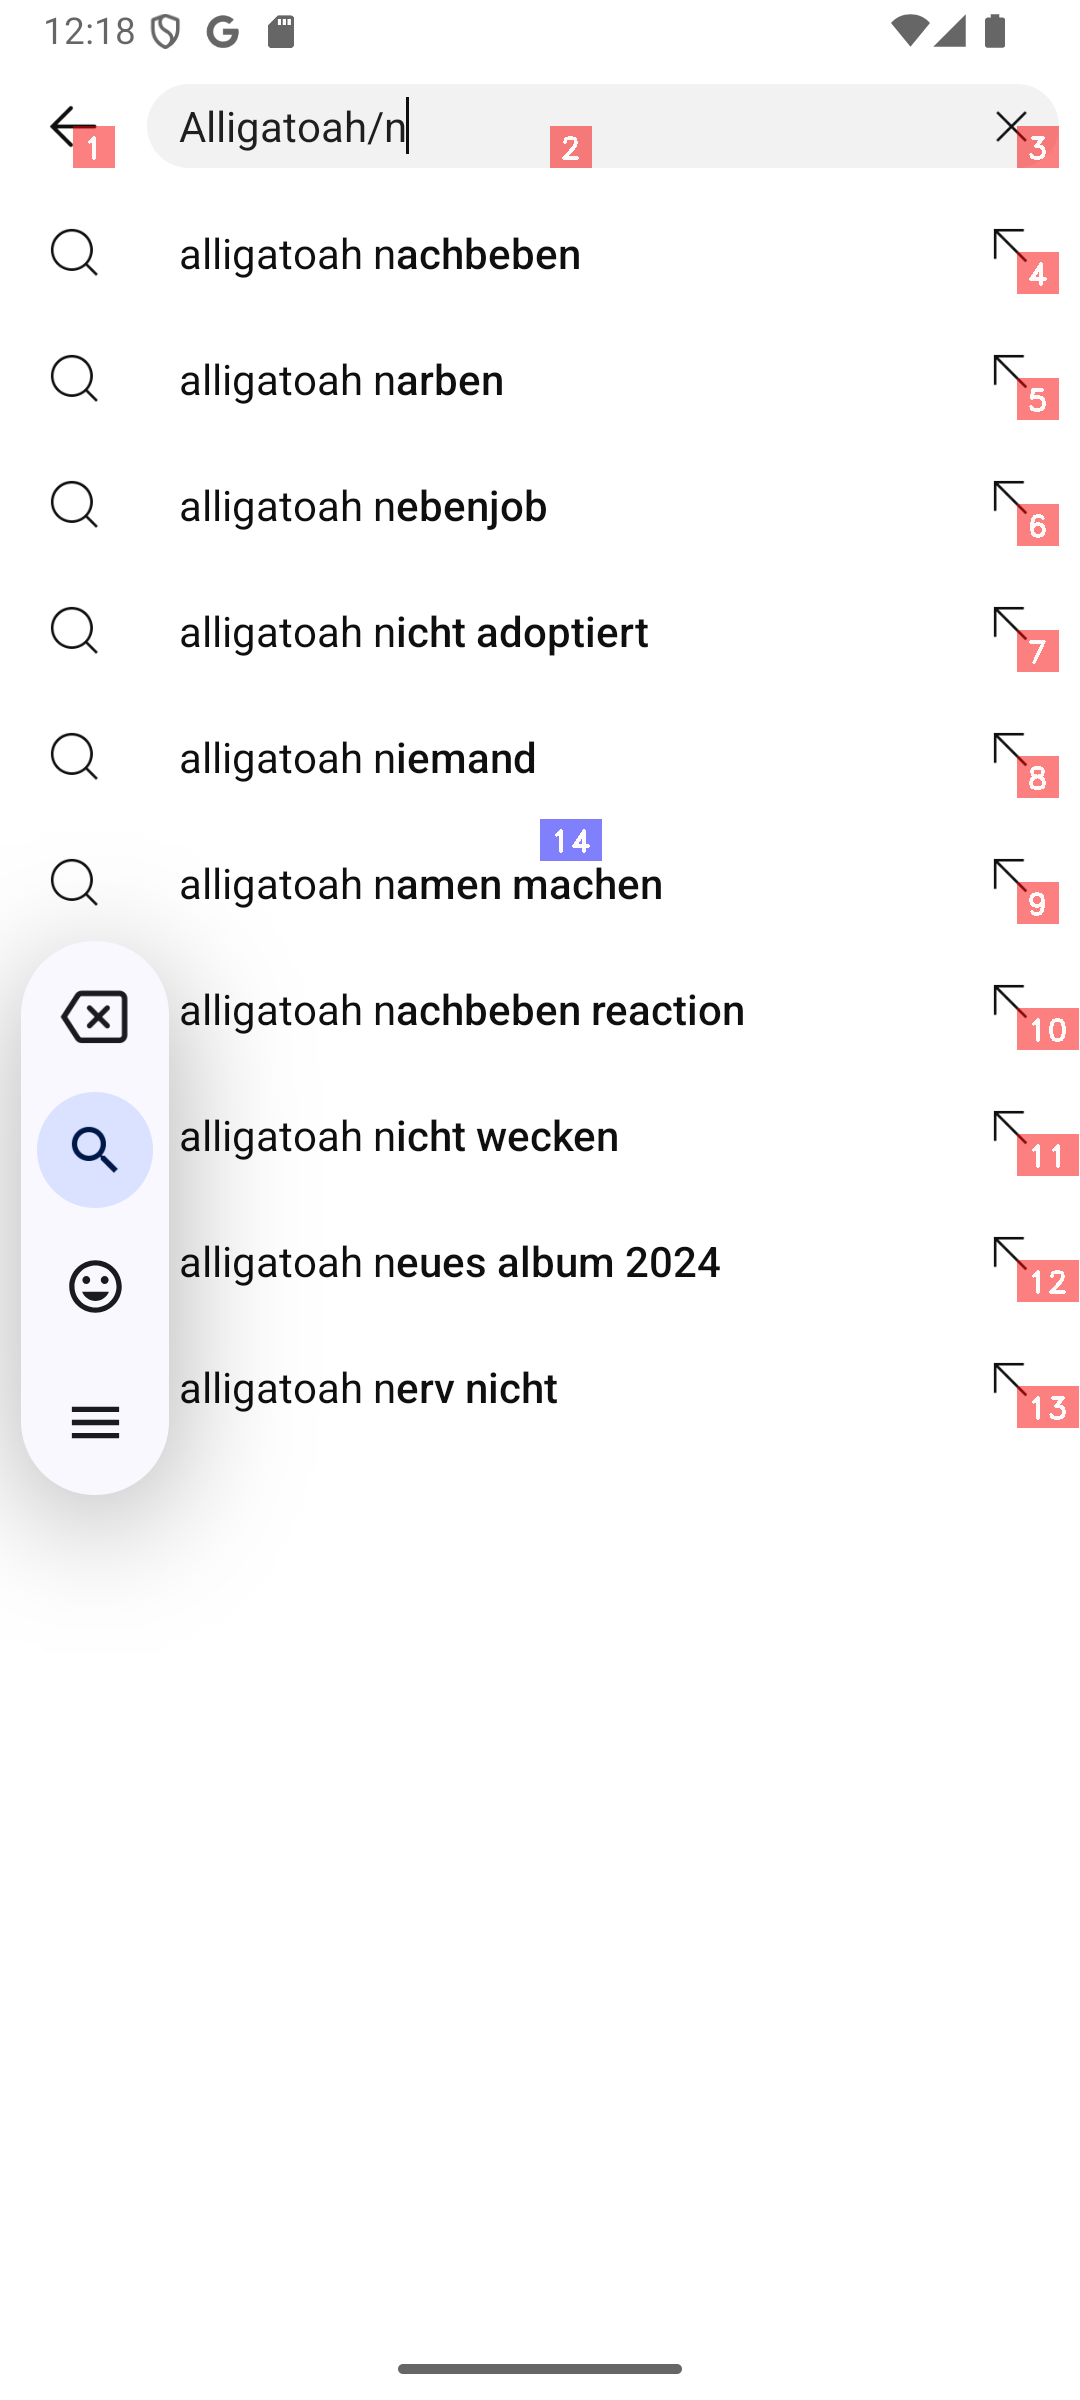 12:18
Alligatoah/n
1
2
3
alligatoah nachbeben
4
alligatoah narben
5
alligatoah nebenjob
6
alligatoah nicht adoptiert
7
alligatoah niemand
8
14
alligatoah namen machen
9
alligatoah nachbeben reaction
10
alligatoah nicht wecken
11
alligatoah neues album 2024
12
alligatoah nerv nicht
13